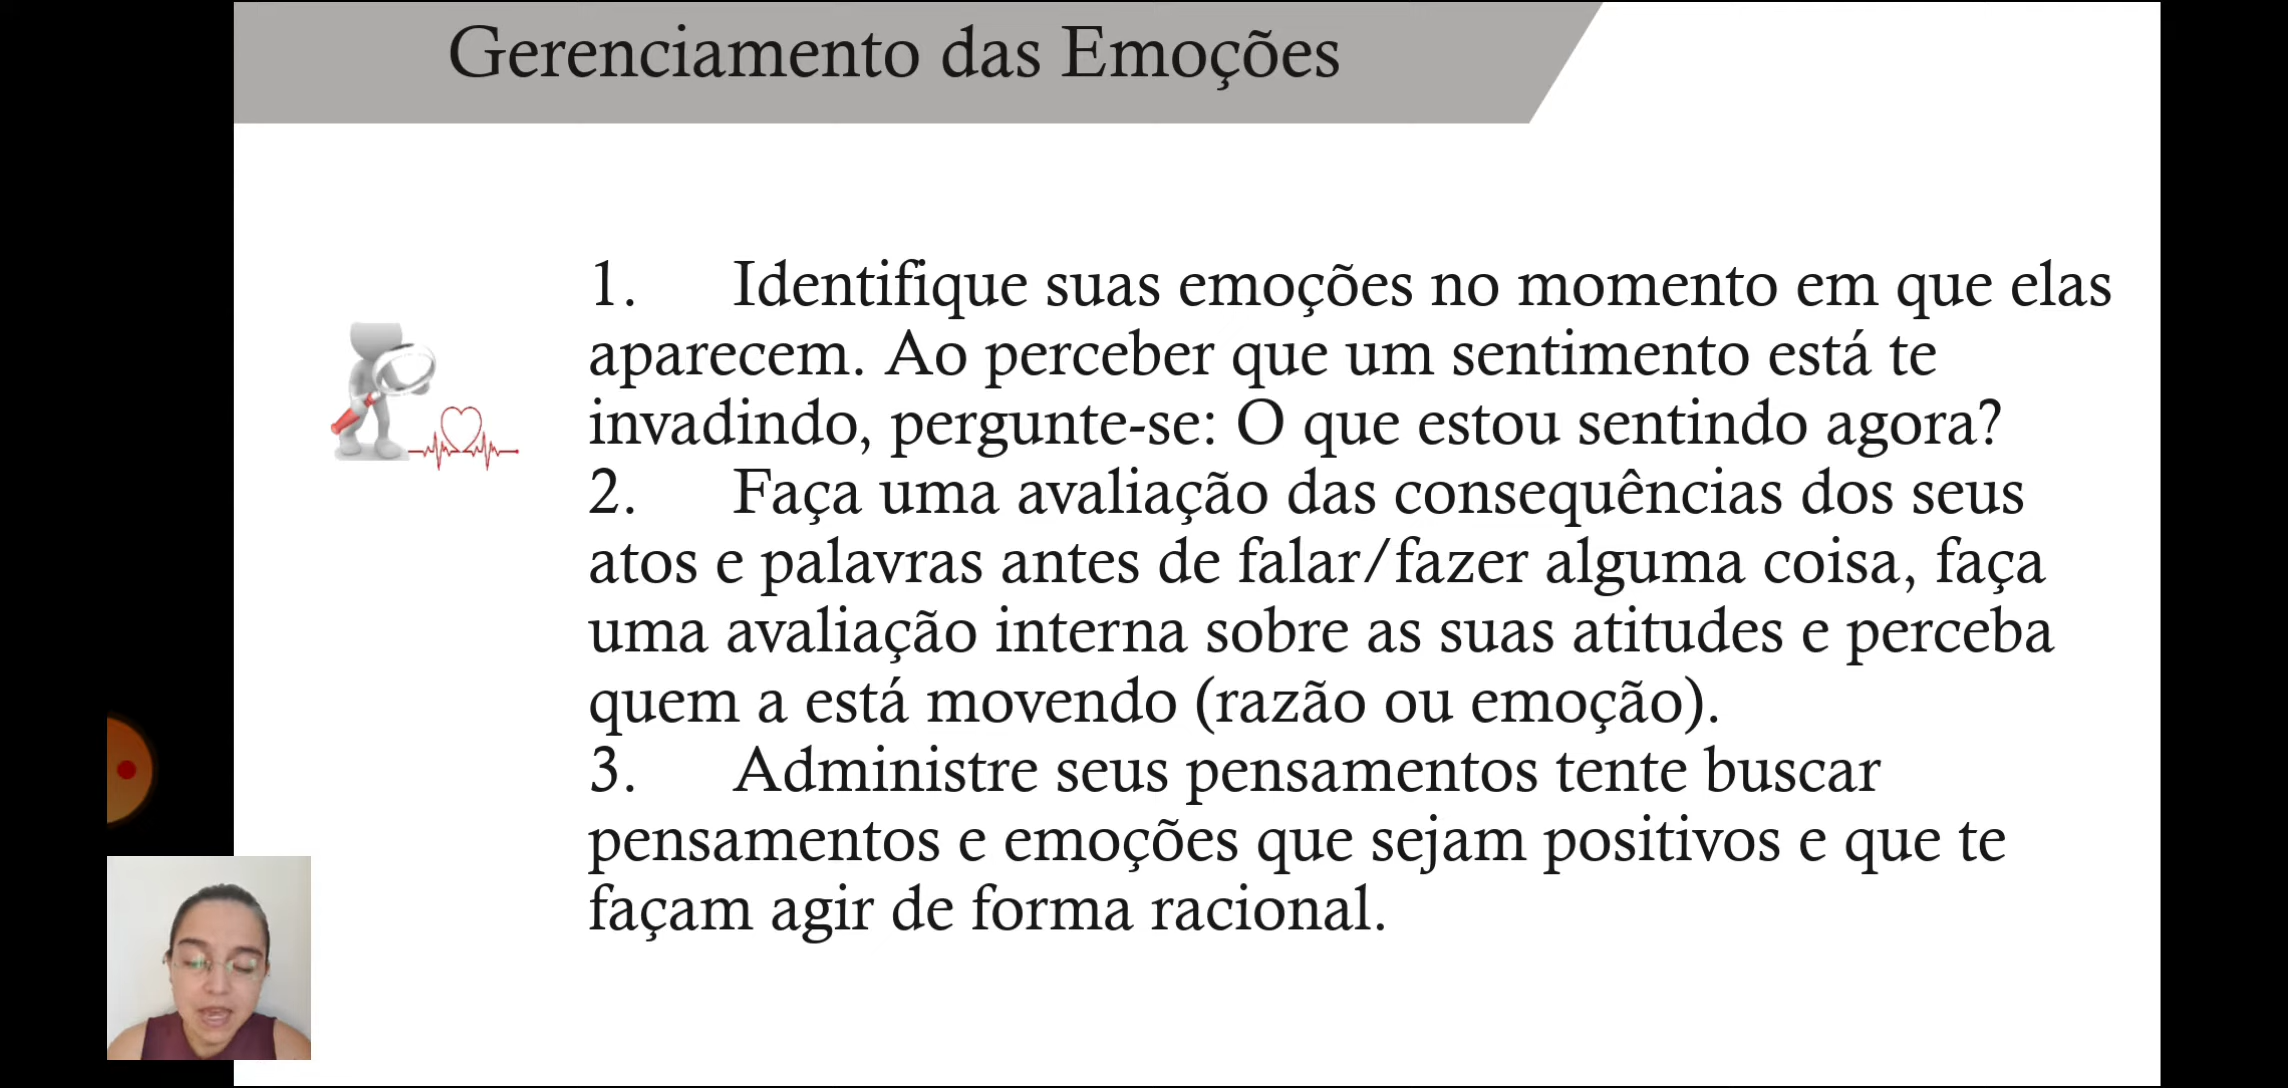 Gerenciamento das Emoções
1. Identifique suas emoções no momento em que elas
aparecem. Ao perceber que um sentimento está te
invadindo, pergunte-se: O que estou sentindo agora?
2. Faça uma avaliação das consequências dos seus
atos e palavras antes de falar/fazer alguma coisa, faça
uma avaliação interna sobre as suas atitudes e perceba
quem a está movendo (razão ou emoção).
3. Administre seus pensamentos tente buscar
pensamentos e emoções que sejam positivos e que te
façam agir de forma racional.